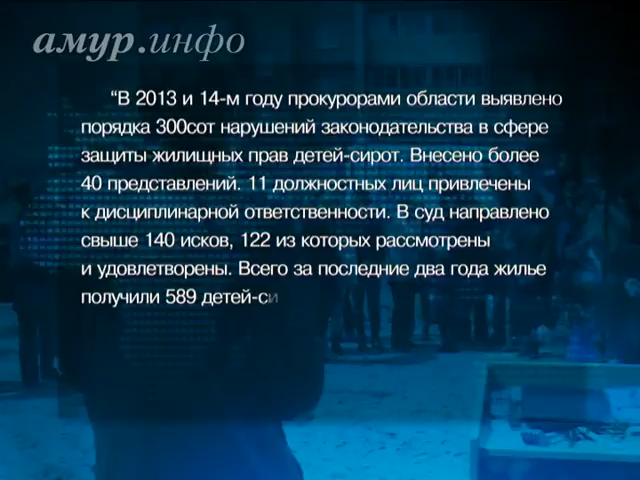 амур.инфо
“В 2013 и 14-м году прокурорами области выявлено
порядка 300сот нарушений законодательства в сфере
защиты жилищных прав детей-сирот. Внесено более
40 представлений. 11 должностных лиц привлечены
к дисциплинарной ответственности. В суд направлено
свыше 140 исков, 122 из которых рассмотрены
и удовлетворены. Всего за последние два года жилье
получили 589 детей-си